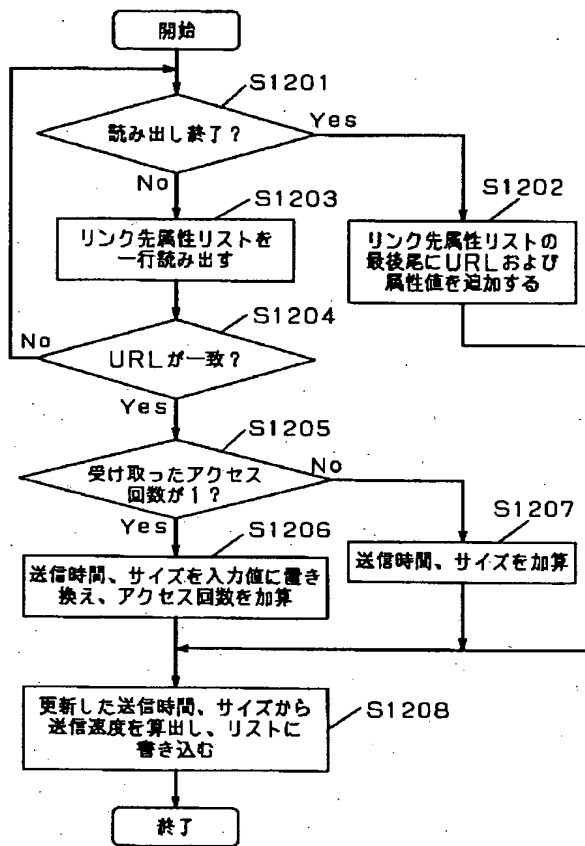 開始
S1201
読み出し終了?
Yes
No
S1203
リンク先属性リストを
一行読み出す
S1202
リンク先属性リストの
最後尾にURLおよび
属性値を追加する
S1204
URLが一致?
No
Yes
S1205
受け取ったアクセス
回数が1?
No
Yes
S1206
送信時間、サイズを入力値に置き
換え、アクセス回数を加算
S1207
送信時間、サイズを加算
更新した送信時間、サイズから
送信速度を算出し、リストに
書き込む
S1208
終了